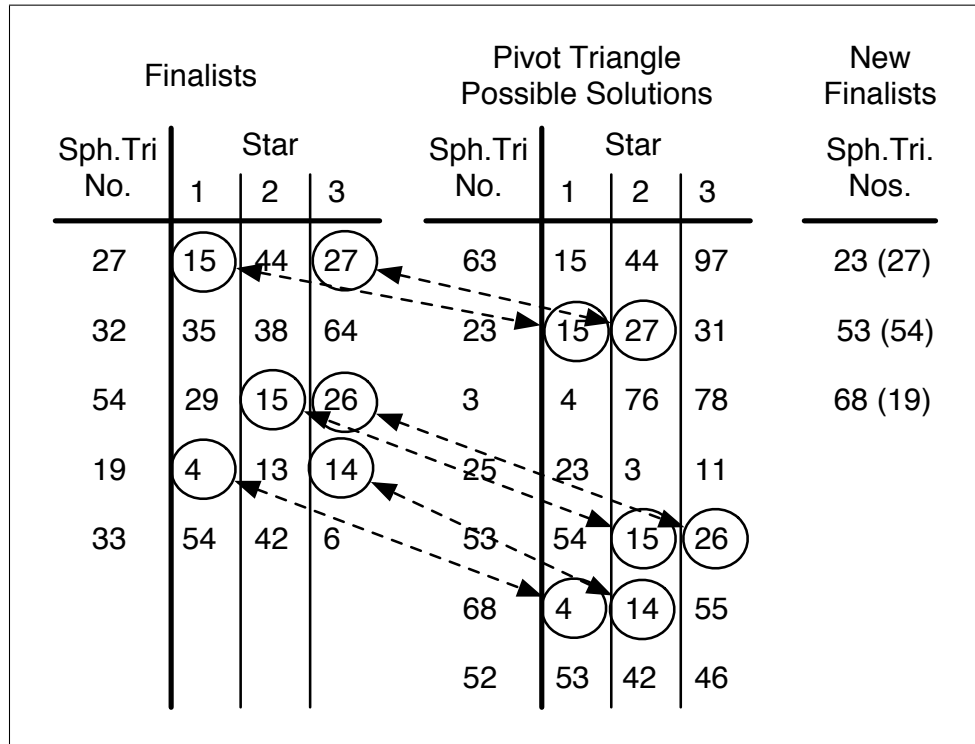 Finalists
Pivot Triangle
Possible Solutions
New
Finalists
Sph.Tri
No.
Star
1 2 3
Sph.Tri
No.
Star
1 2 3
Sph.Tri.
Nos.
27 15 44 27 63 15 44 97 23 (27)
32 35 38 64 23 15 27 31 53 (54)
54 29 15 26 3 4 76 78 68 (19)
19 4 13 14 25 23 3 11
33 54 42 6 53 54 15 26
68 4 14 55
52 53 42 46